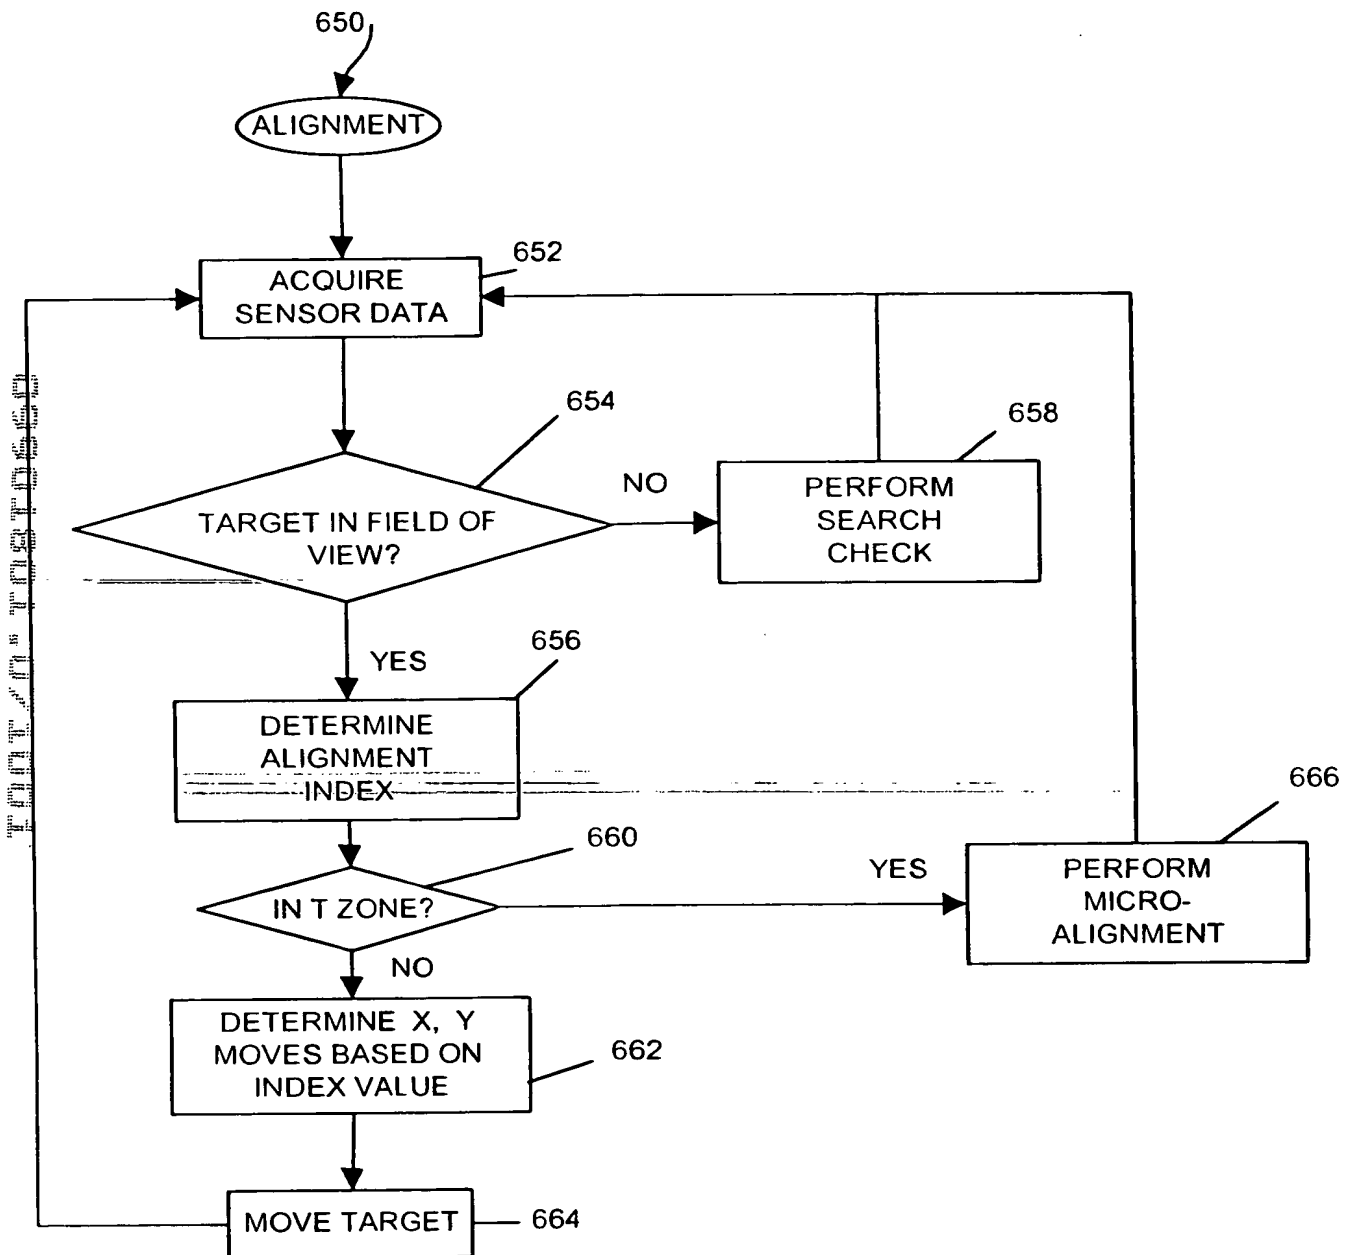 650
ALIGNMENT
652
ACQUIRE
SENSOR DATA
654
TARGET IN FIELD OF
VIEW?
NO
658
PERFORM
SEARCH
CHECK
YES
656
DETERMINE
ALIGNMENT
INDEX
660
IN T ZONE?
YES
666
PERFORM
MICRO-
ALIGNMENT
NO
DETERMINE X, Y
MOVES BASED ON
INDEX VALUE
662
MOVE TARGET
664